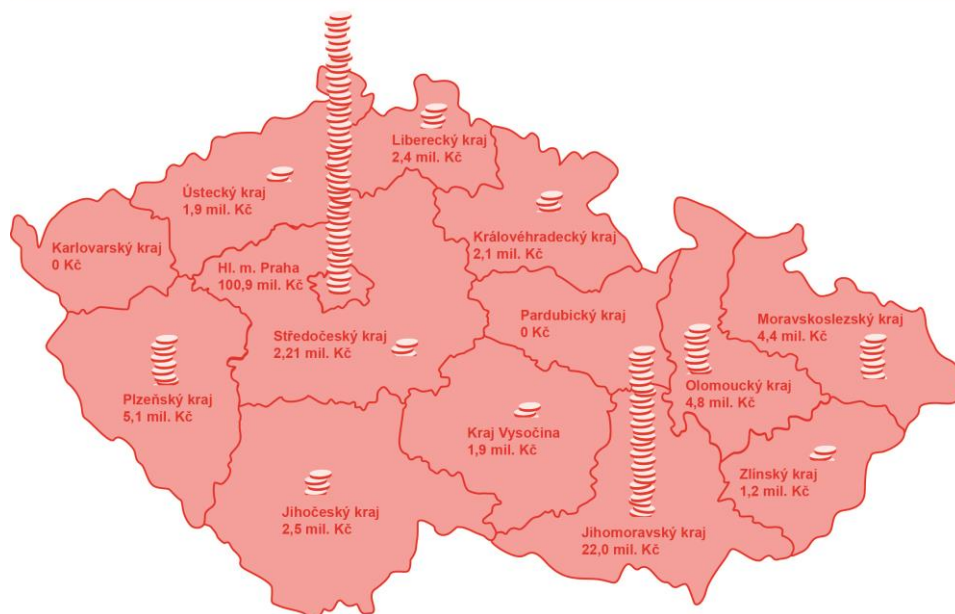 Liberecký kraj
2,4 mil. Kč
Ústecký kraj
1,9 mil. Kč
Královéhradecký kraj
2,1 mil. Kč
Karlovarský kraj
0 Kč
Hl. m. Praha
100,9 mil. Kč
Pardubický kraj
0 Kč
Moravskoslezský kraj
4,4 mil. Kč
Středočeský kraj
2,21 mil. Kč
Olomoucký kraj
4,8 mil. Kč
Plzeňský kraj
5,1 mil. Kč
Kraj Vysočina
1,9 mil. Kč
Zlínský kraj
1,2 mil. Kč
Jihočeský kraj
2,5 mil. Kč
Jihomoravský kraj
22,0 mil. Kč